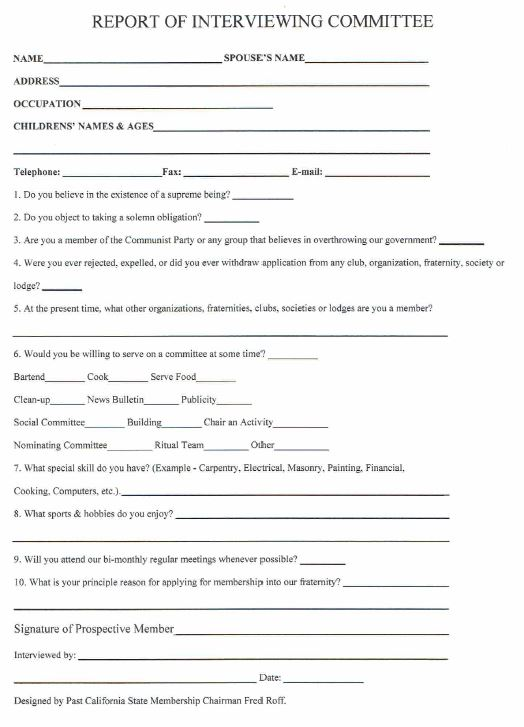 REPORT OF INTERVIEWING COMMITTEE
NAME SPOUSE'S NAME
ADDRESS
OCCUPATION
CHILDRENS' NAMES & AGES
Telephone: Fax: E-mail:
1. Do you believe in the existence of a supreme being?
2. Do you object to taking a solemn obligation?
3. Are you a member of the Communist Party or any group that believes in overthrowing our government?
4. Were you ever rejected, expelled, or did you ever withdraw application from any club, organization, fraternity, society or
lodge?
5. At the present time, what other organizations, fraternities, clubs, societies or lodges are you a member?
6. Would you be willing to serve on a committee at some time?
Bartend Cook Serve Food
Clean-up News Bulletin Publicity
Social Committee Building Chair an Activity
Nominating Committee Ritual Team Other
7. What special skill do you have? (Example - Carpentry, Electrical, Masonry, Painting, Financial,
Cooking, Computers, etc.).
8. What sports & hobbies do you enjoy?
9. Will you attend our bi-monthly regular meetings whenever possible?
10. What is your principle reason for applying for membership into our fraternity?
Signature of Prospective Member
Interviewed by:
Date:
Designed by Past California State Membership Chairman Fred Roff.